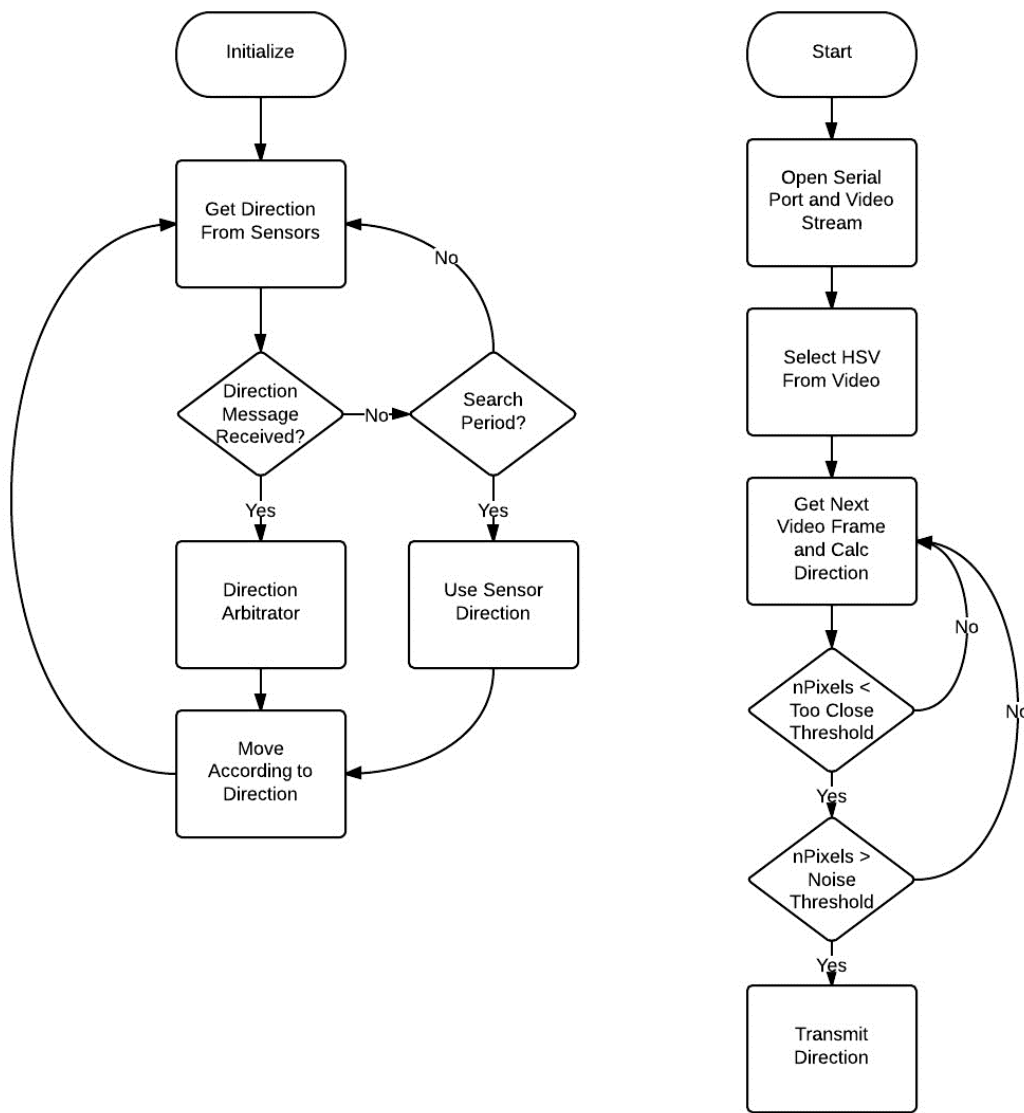 Initialize
Get Direction
From Sensors
No
Direction
Message
Received?
No
Search
Period?
Yes
Yes
Direction
Arbitrator
Use Sensor
Direction
Move
According to
Direction
Start
Open Serial
Port and Video
Stream
Select HSV
From Video
Get Next
Video Frame
and Calc
Direction
No
nPixels <
Too Close
Threshold
No
Yes
nPixels >
Noise
Threshold
Yes
Transmit
Direction